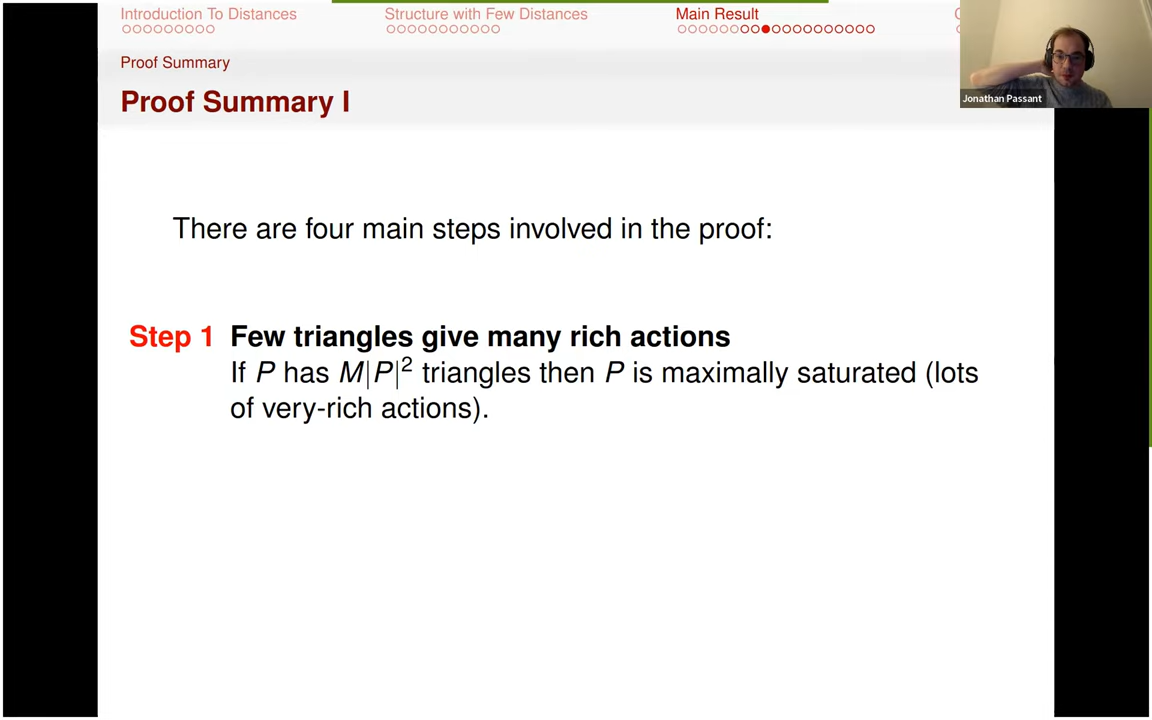 Introduction To Distances
Structure with Few Distances
Main Result
Proof Summary
Proof Summary I
Jonathan Passant
There are four main steps involved in the proof:
Step 1 Few triangles give many rich actions
If P has M|P|² triangles then P is maximally saturated (lots
of very-rich actions).